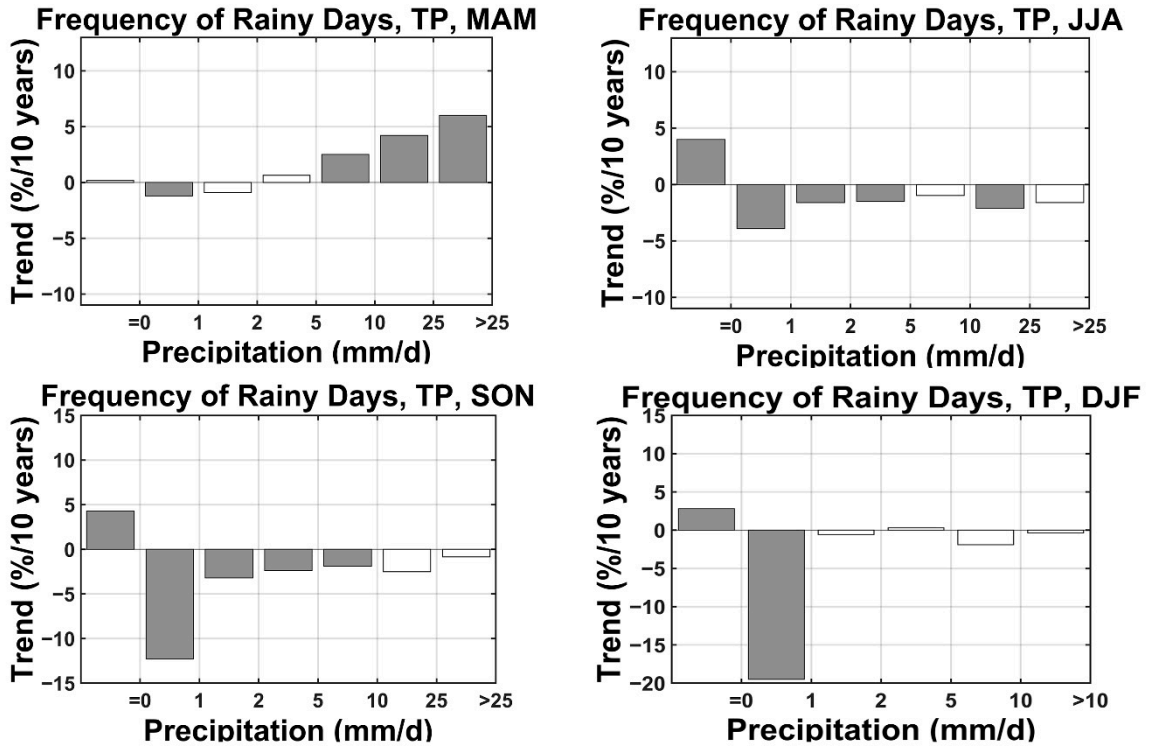 Frequency of Rainy Days, TP, MAM
Trend (%/10 years)
10
5
0
−5
−10
=0 1 2 5 10 25 >25
Precipitation (mm/d)
Frequency of Rainy Days, TP, JJA
Trend (%/10 years)
10
5
0
−5
−10
=0 1 2 5 10 25 >25
Precipitation (mm/d)
Frequency of Rainy Days, TP, SON
Trend (%/10 years)
15
10
5
0
−5
−10
−15
=0 1 2 5 10 25 >25
Precipitation (mm/d)
Frequency of Rainy Days, TP, DJF
Trend (%/10 years)
15
10
5
0
−5
−10
−15
−20
=0 1 2 5 10 >10
Precipitation (mm/d)